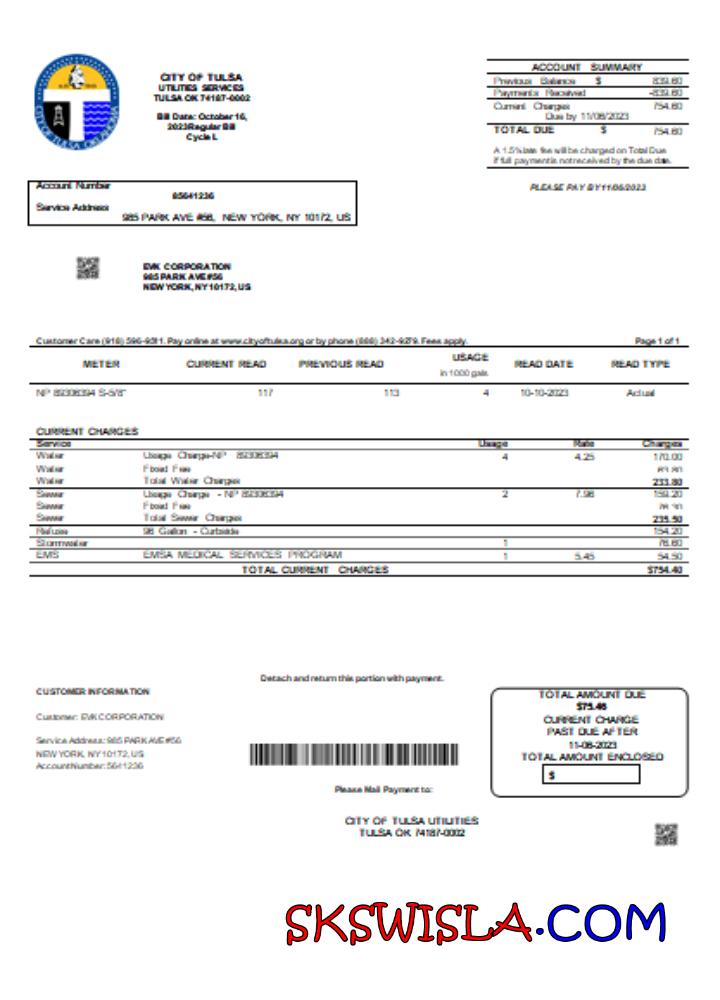 CITY OF TULSA
UTILITIES SERVICES
TULSA OK 74187-0002
Bill Date: October 16,
2023Regular Bill
Cycle L
ACCOUNT SUMMARY
Previous Balance $ 839.60
Payments Received -839.60
Current Charges 754.60
Due by 11/06/2023
TOTAL DUE $ 754.60
A 1.5% late fee will be charged on Total Due
if full payment is not received by the due date.
PLEASE PAY BY 11/06/2023
Account Number
85641236
Service Address
985 PARK AVE #56, NEW YORK, NY 10172, US
EVK CORPORATION
985 PARK AVE #56
NEW YORK, NY 10172, US
Customer Care (918) 596-9511. Pay online at www.cityoftulsa.org or by phone (888) 342-9279. Fees apply. Page 1 of 1
METER CURRENT READ PREVIOUS READ USAGE READ DATE READ TYPE
in 1000 gals
NP 89306394 S-5/8" 117 113 4 10-10-2023 Actual
CURRENT CHARGES
Service Usage Rate Charges
Water Usage Charge-NP 89306394 4 4.25 170.00
Water Fixed Fee 63.80
Water Total Water Charges 233.80
Sewer Usage Charge - NP 89306394 2 7.96 159.20
Sewer Fixed Fee 76.30
Sewer Total Sewer Charges 235.50
Refuse 96 Gallon - Curbside 154.20
Stormwater 1 76.60
EMS EMSA MEDICAL SERVICES PROGRAM 1 5.45 54.50
TOTAL CURRENT CHARGES $754.40
Detach and return this portion with payment.
CUSTOMER INFORMATION
Customer: EVK CORPORATION
Service Address: 985 PARK AVE #56
NEW YORK, NY 10172, US
Account Number: 5641236
TOTAL AMOUNT DUE
$75.46
CURRENT CHARGE
PAST DUE AFTER
11-06-2023
TOTAL AMOUNT ENCLOSED
$
Please Mail Payment to:
CITY OF TULSA UTILITIES
TULSA OK 74187-0002
SKSWISLA.COM